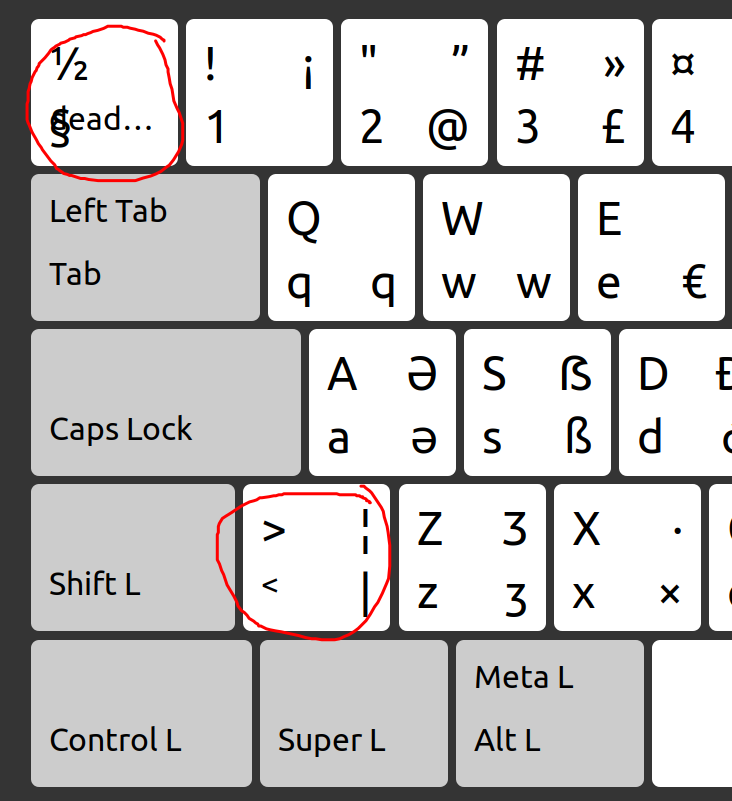 ½ ! ¡ " ” # » ¤
§ dead... 1 2 @ 3 £ 4
Left Tab Q W E
Tab q q w w e €
A Ə S ẞ D
Caps Lock a ə s ß d
> ¦ Z Ʒ X ·
Shift L < | z ʒ x ×
Meta L
Control L Super L Alt L